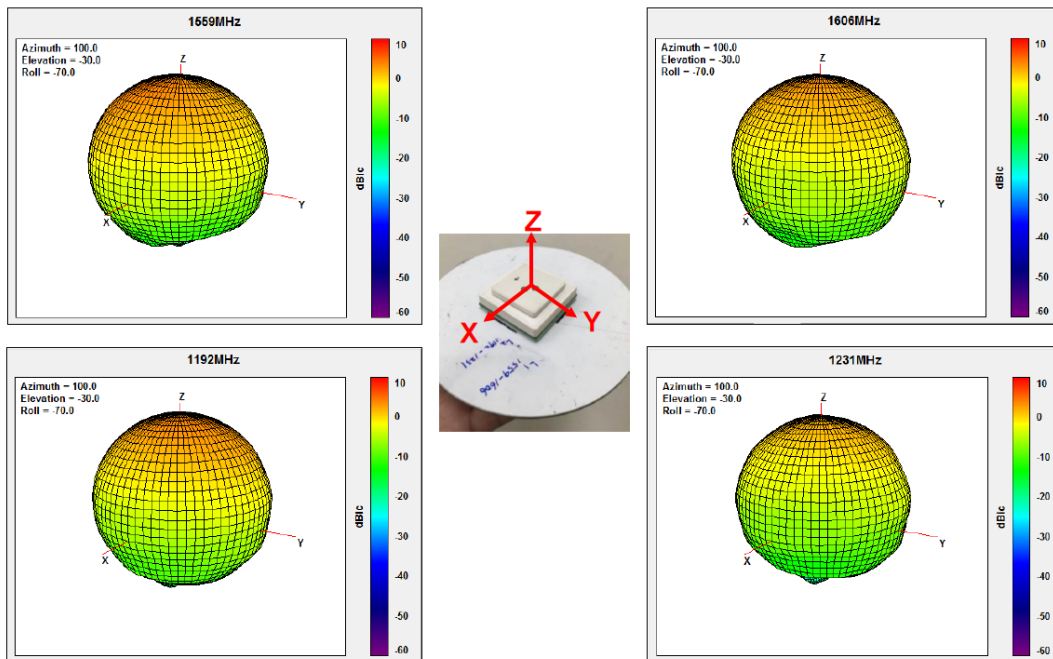 1559MHz
Azimuth = 100.0
Elevation = -30.0
Roll = -70.0
Z
Y
X
10
0
-10
-20
-30
-40
-50
-60
dBic
1606MHz
Azimuth = 100.0
Elevation = -30.0
Roll = -70.0
Z
Y
X
10
0
-10
-20
-30
-40
-50
-60
dBic
Z
X
Y
L1 1559-1606
1192MHz
Azimuth = 100.0
Elevation = -30.0
Roll = -70.0
Z
Y
X
10
0
-10
-20
-30
-40
-50
-60
dBic
1231MHz
Azimuth = 100.0
Elevation = -30.0
Roll = -70.0
Z
Y
X
10
0
-10
-20
-30
-40
-50
-60
dBic